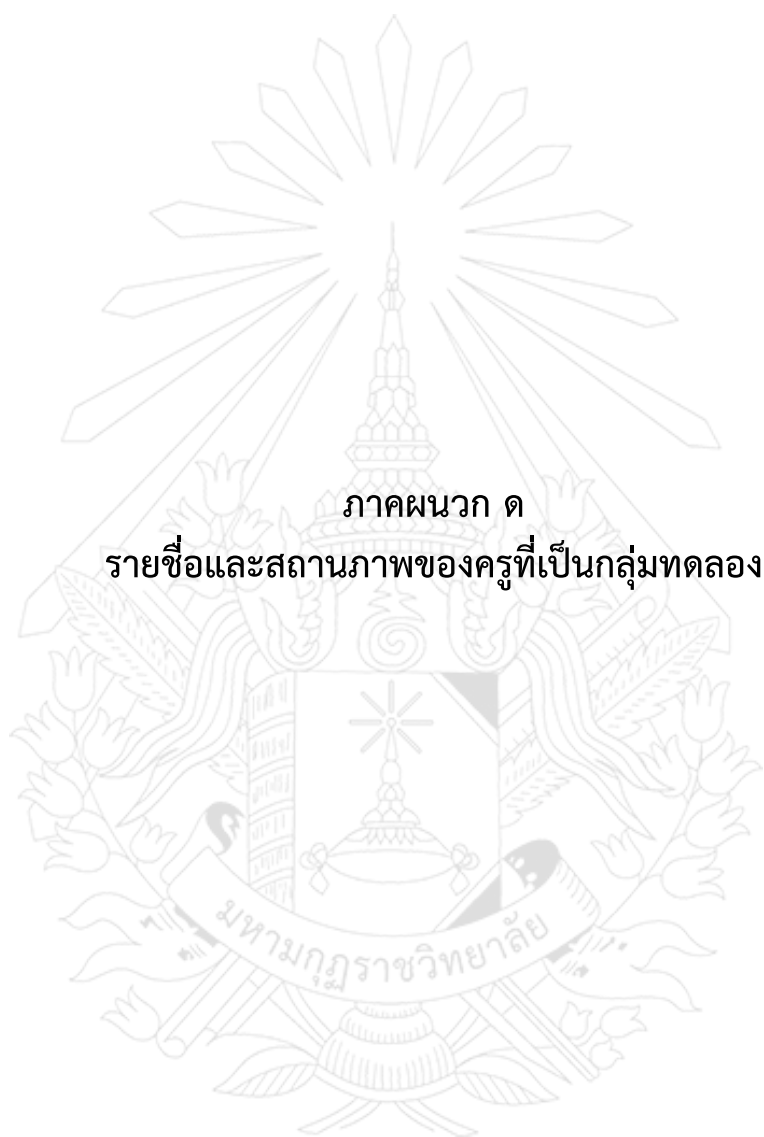 ภาคผนวก ด
รายชื่อและสถานภาพของครูที่เป็นกลุ่มทดลอง
มหามกุฏราชวิทยาลัย